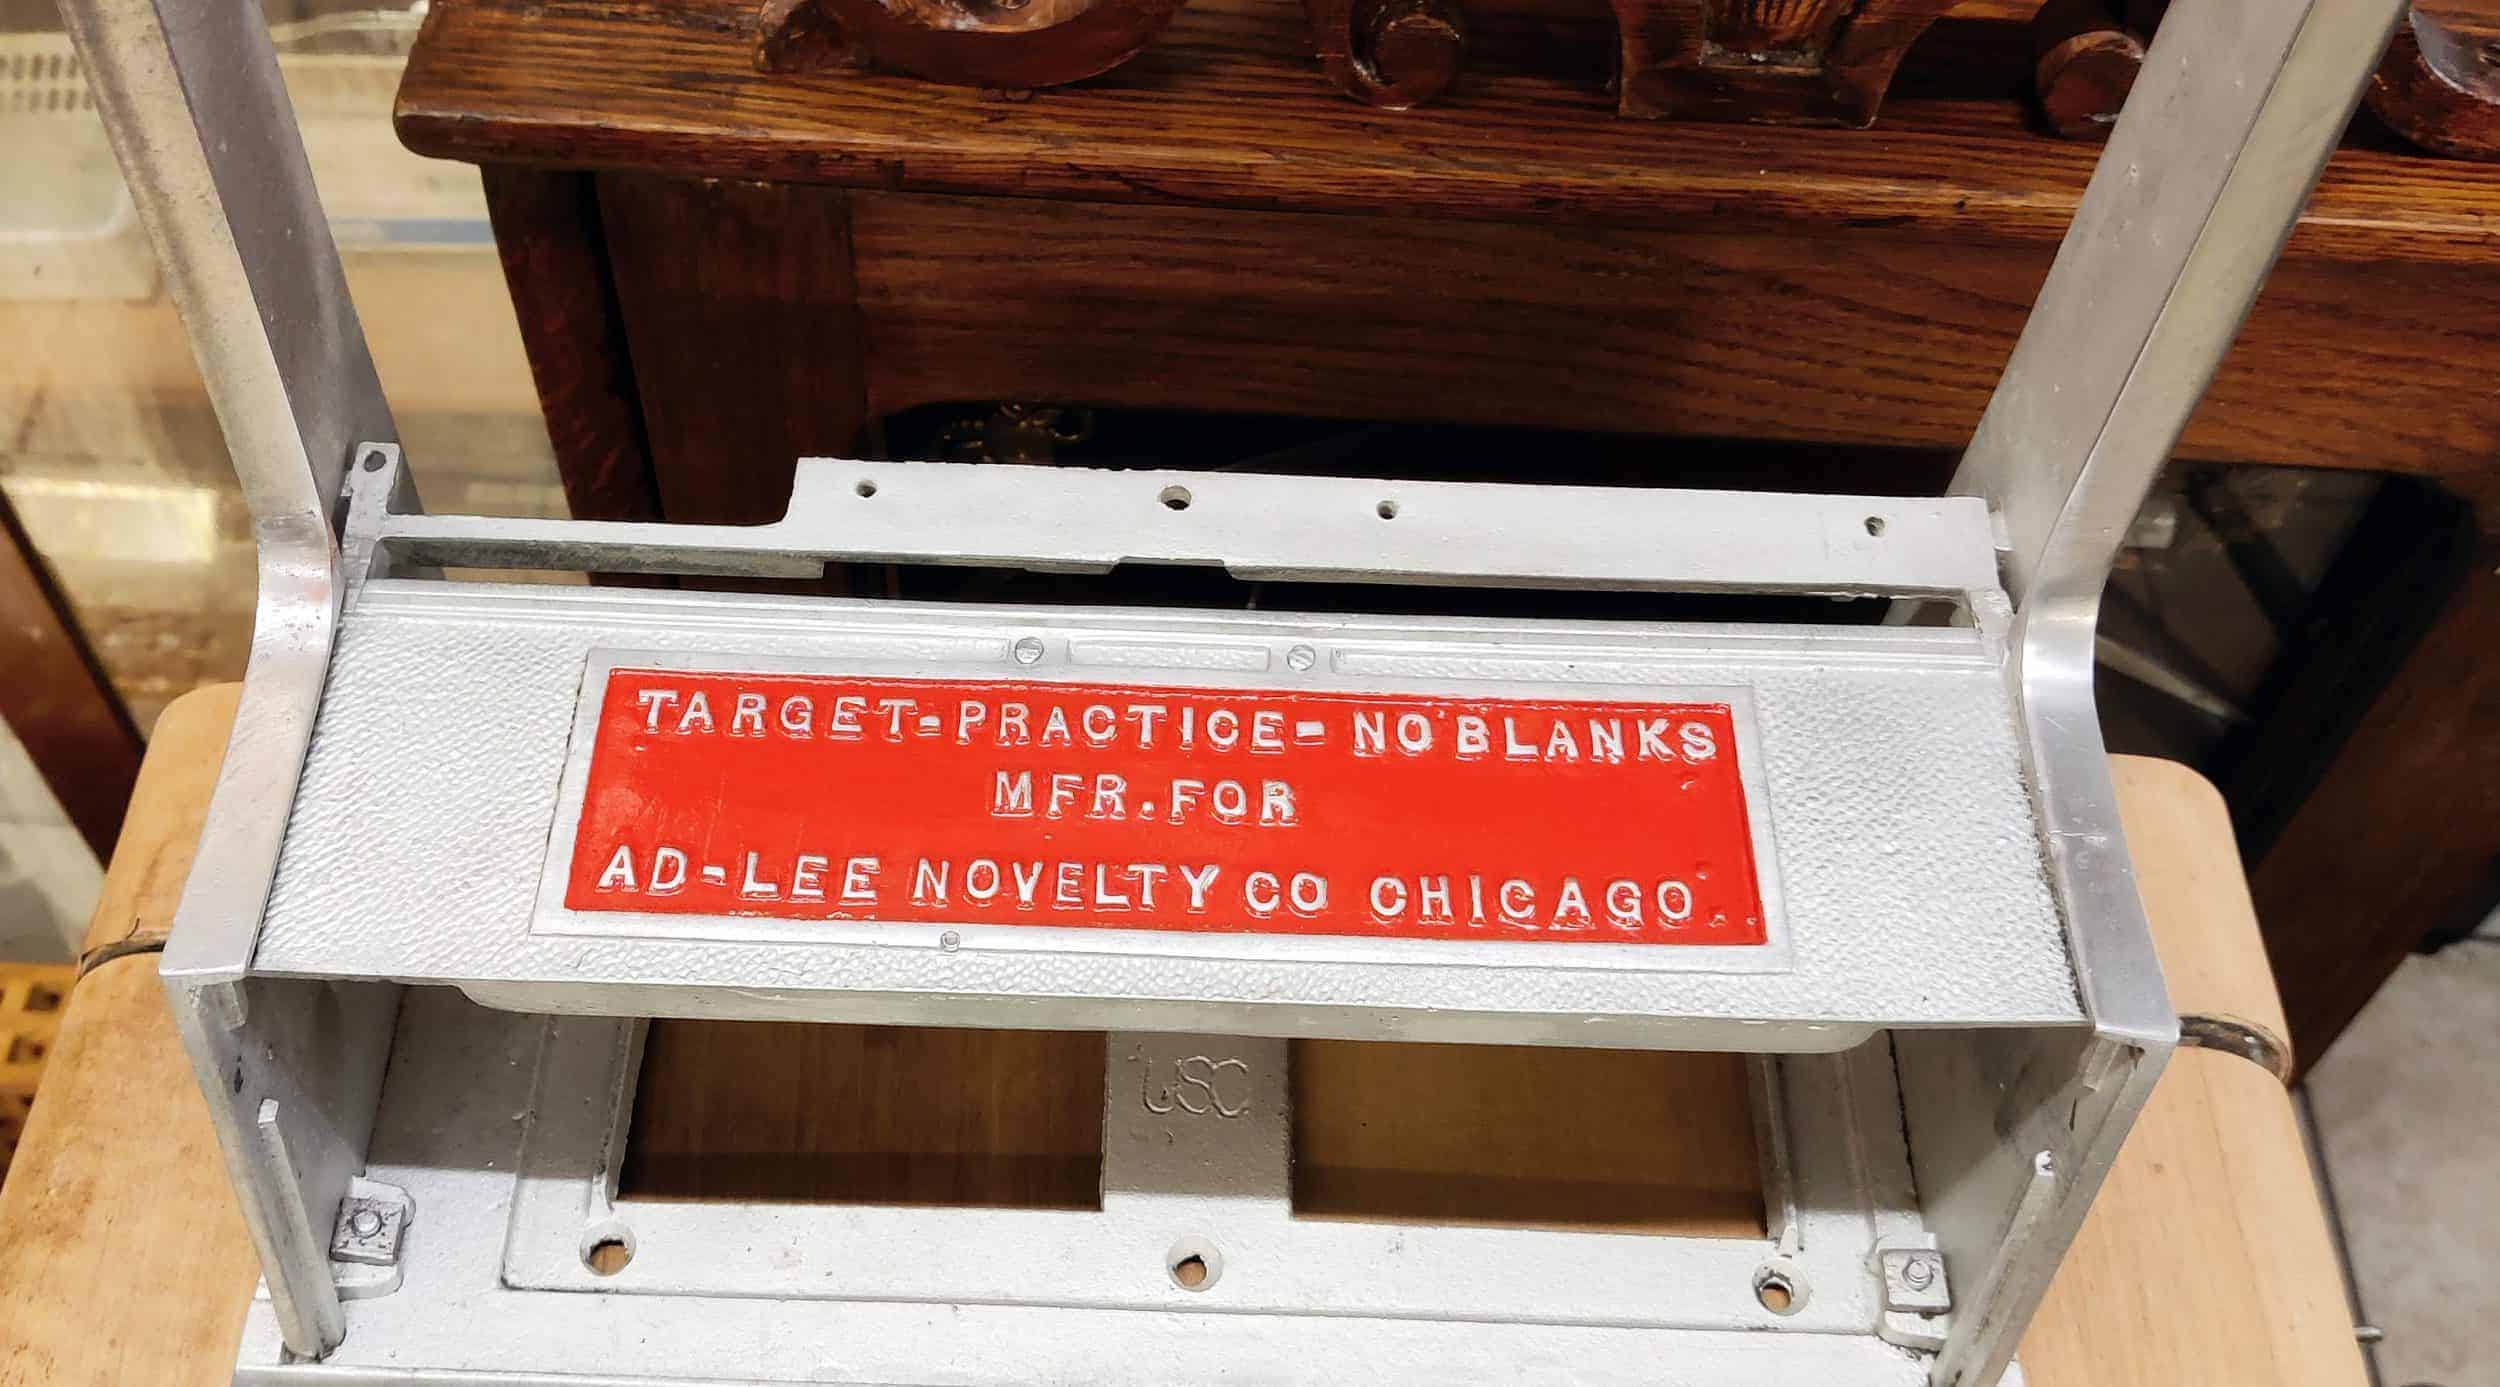 TARGET-PRACTICE-NO BLANKS
MFR. FOR
AD-LEE NOVELTY CO CHICAGO.
USC